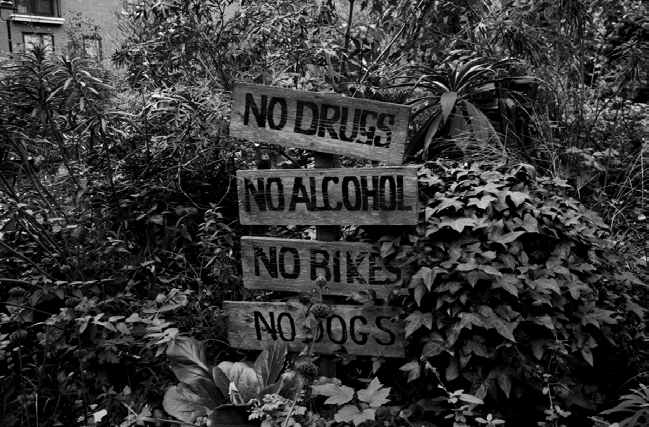 NO DRUGS
NO ALCOHOL
NO BIKES
NO DOGS